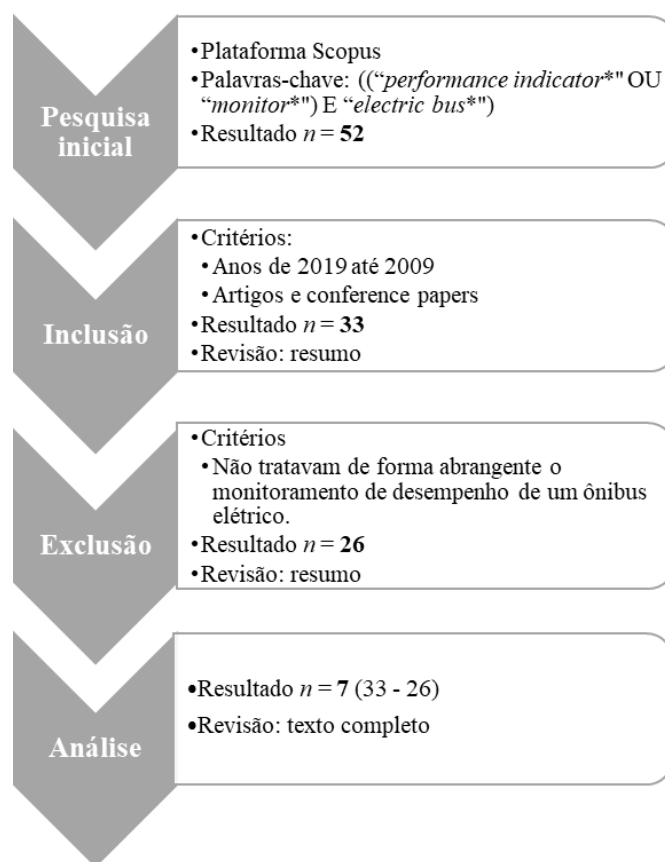 Pesquisa
inicial
•Plataforma Scopus
•Palavras-chave: ((“performance indicator*" OU
“monitor*") E “electric bus*")
•Resultado n = 52
Inclusão
•Critérios:
•Anos de 2019 até 2009
•Artigos e conference papers
•Resultado n = 33
•Revisão: resumo
Exclusão
•Critérios
•Não tratavam de forma abrangente o
monitoramento de desempenho de um ônibus
elétrico.
•Resultado n = 26
•Revisão: resumo
Análise
•Resultado n = 7 (33 - 26)
•Revisão: texto completo